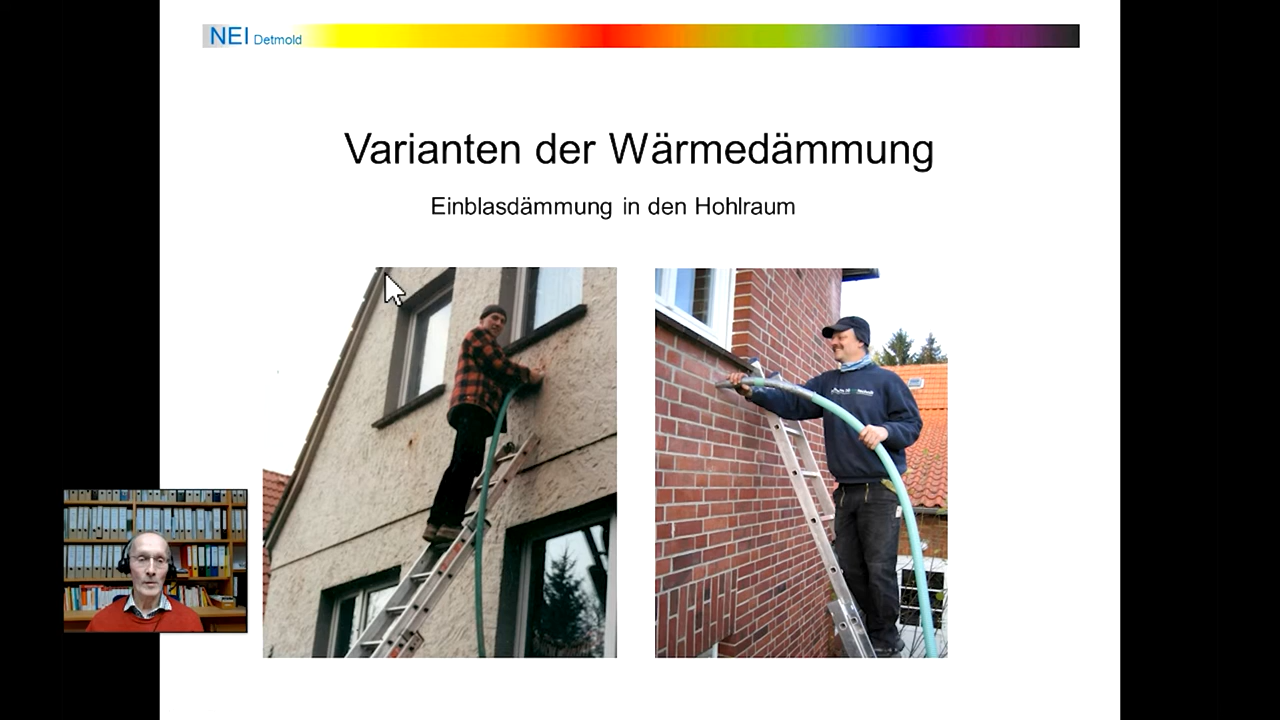 NEI Detmold
Varianten der Wärmedämmung
Einblasdämmung in den Hohlraum